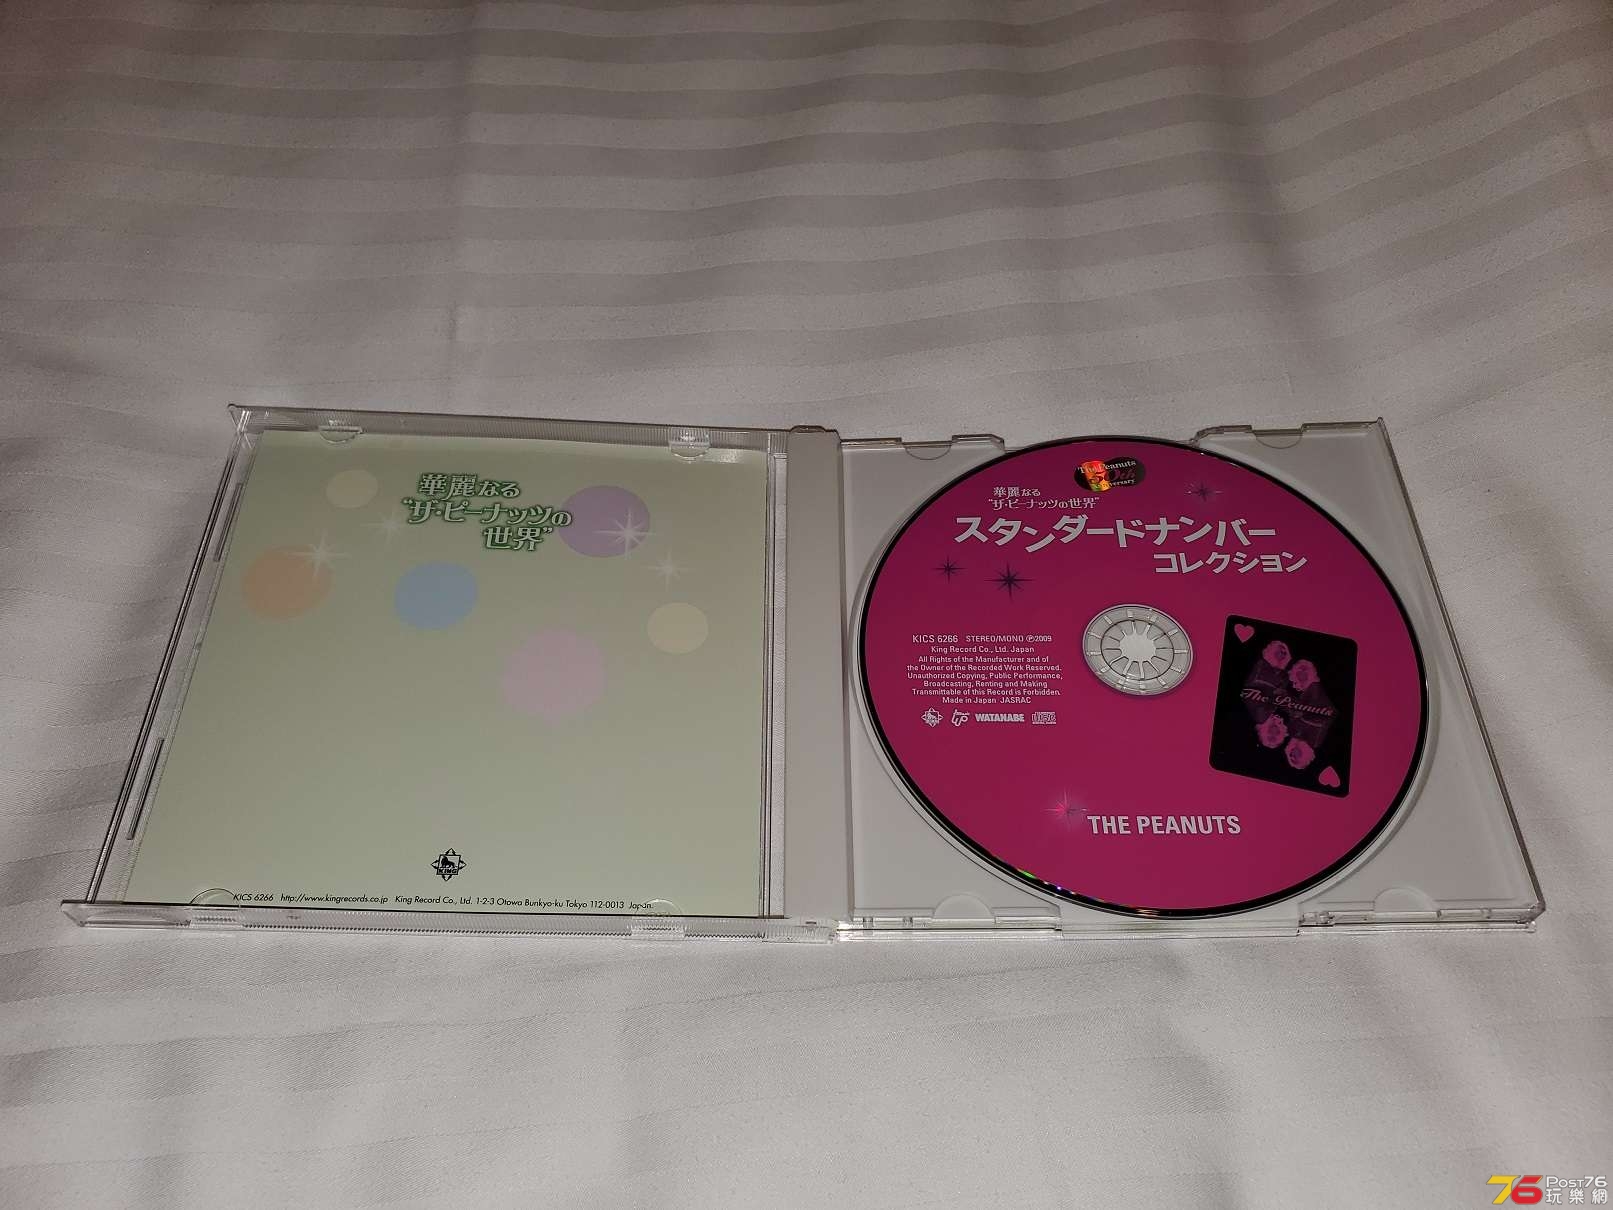 華麗なる
“ザ・ピーナッツの
世界”
KING
KICS 6266 http://www.kingrecords.co.jp King Record Co., Ltd. 1-2-3 Otowa Bunkyo-ku Tokyo 112-0013 Japan.
The Peanuts
50th
Anniversary
華麗なる
“ザ・ピーナッツの世界”
スタンダードナンバー
コレクション
KICS 6266 STEREO/MONO Ⓟ2009
King Record Co., Ltd. Japan
All Rights of the Manufacturer and of
the Owner of the Recorded Work Reserved.
Unauthorized Copying, Public Performance,
Broadcasting, Renting and Making
Transmittable of this Record is Forbidden.
Made in Japan JASRAC
WATANABE
The Peanuts
THE PEANUTS
76 Post76
玩樂網